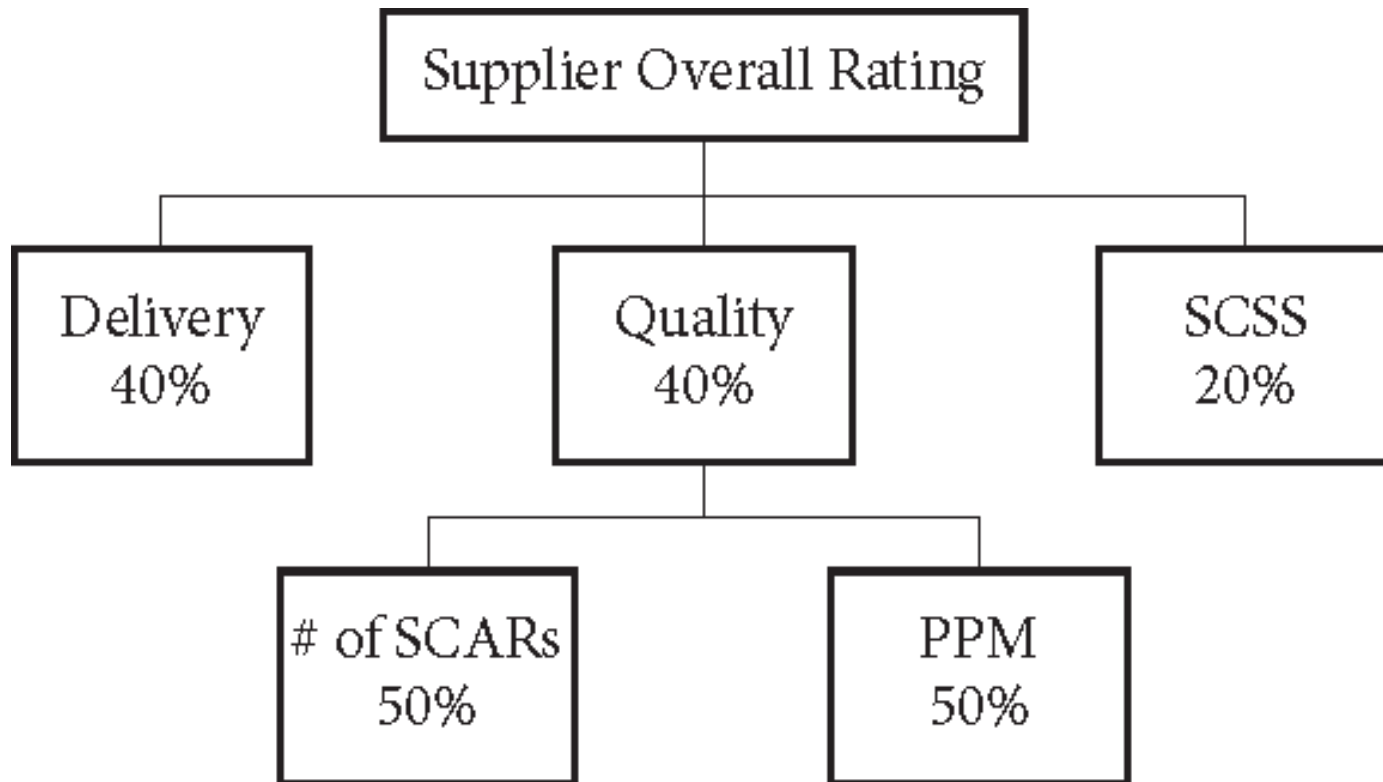 Supplier Overall Rating
Delivery
40%
Quality
40%
SCSS
20%
# of SCARs
50%
PPM
50%